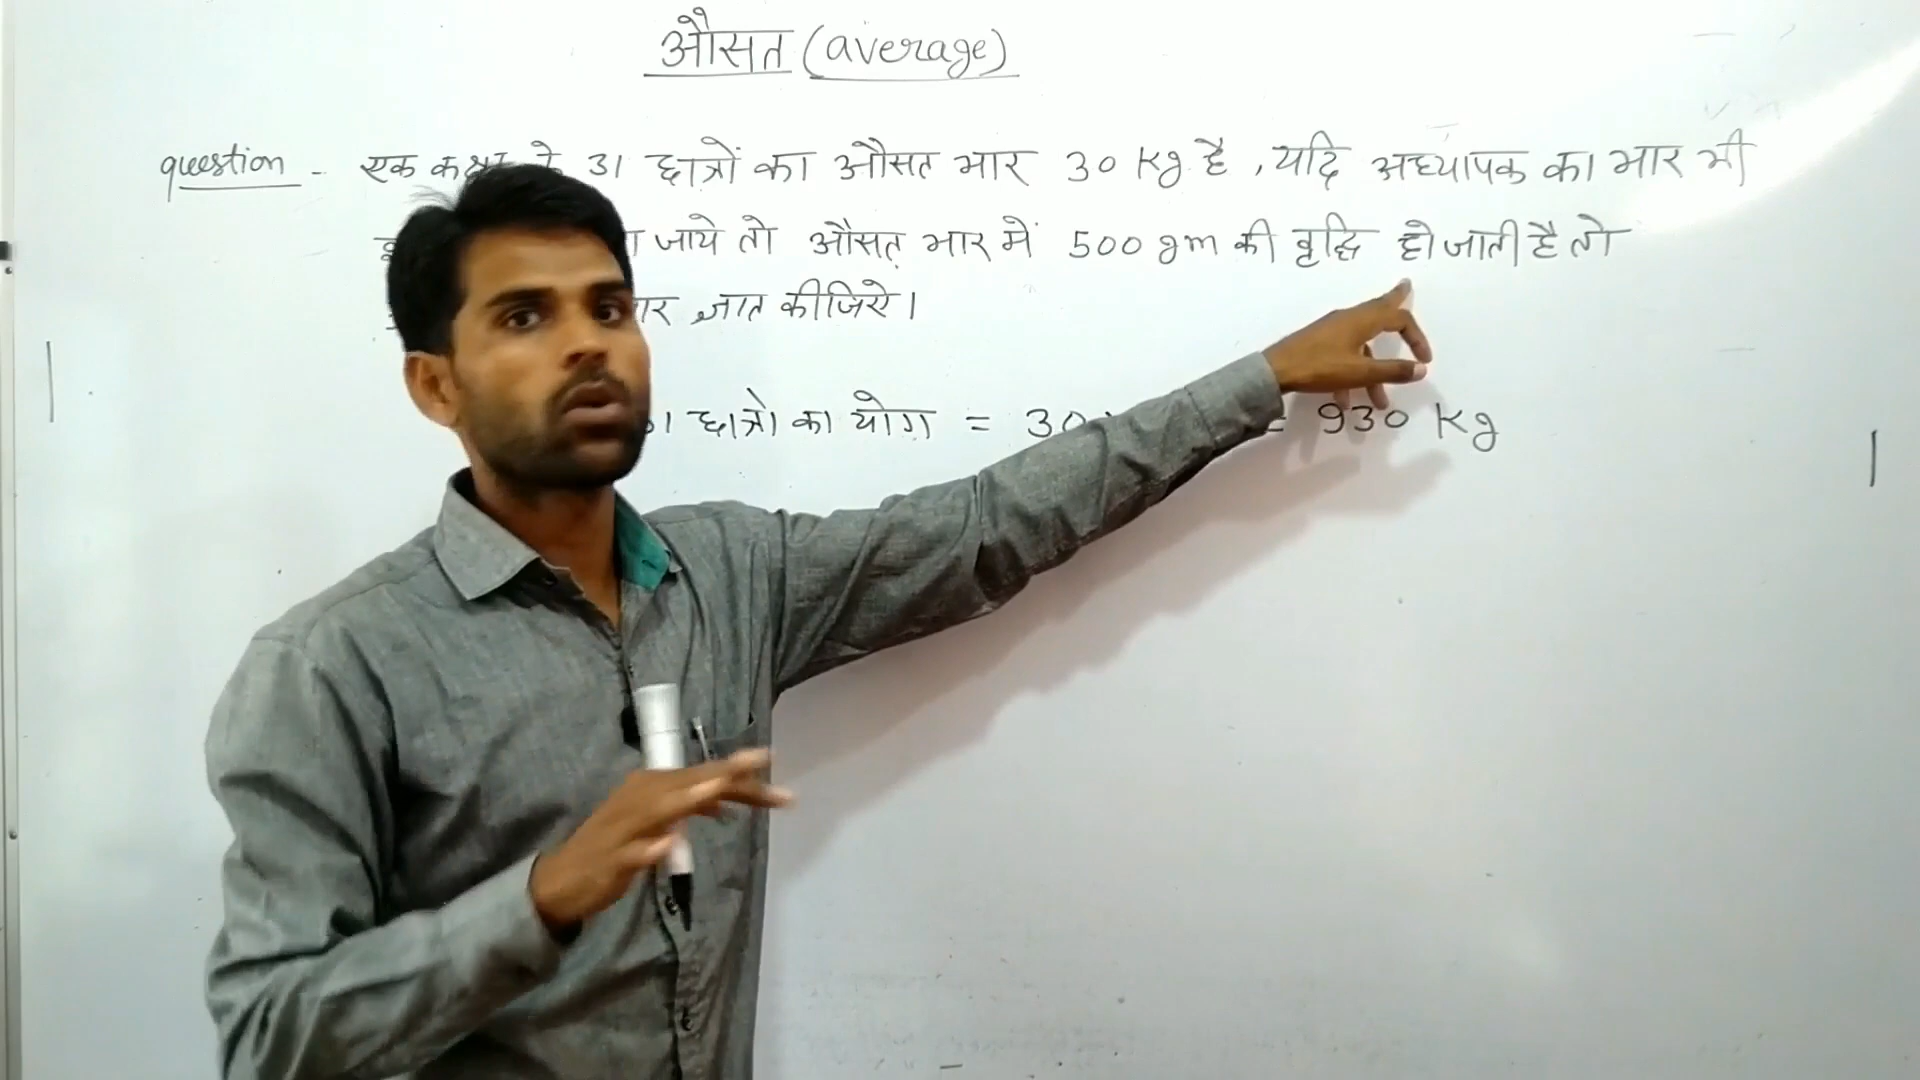 औसत (average)
question - एक कक्षा के 31 छात्रों का औसत भार 30 Kg है , यदि अध्यापक का भार भी
जाये तो औसत भार में 500 gm की वृद्धि हो जाती है तो
ज्ञात कीजिये ।
छात्रो का योग = 30 = 930 Kg